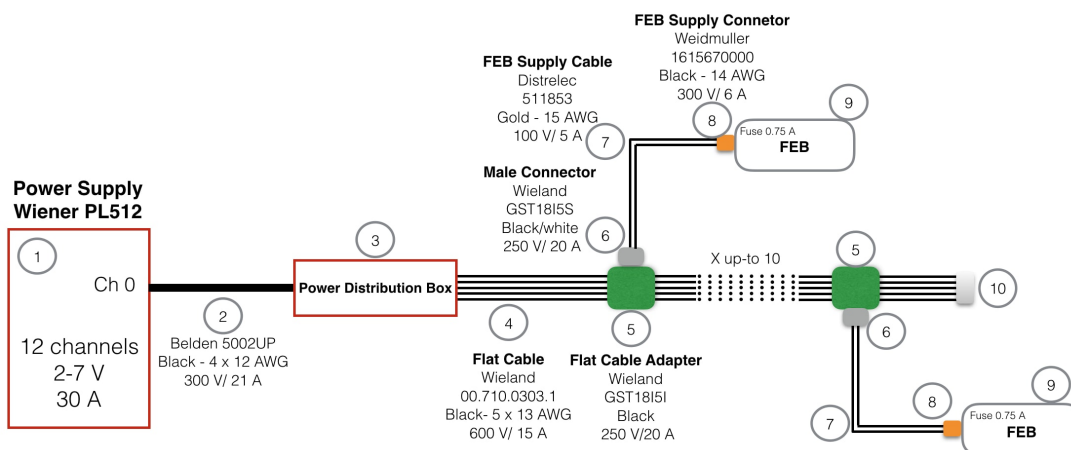 FEB Supply Connetor
Weidmuller
1615670000
Black - 14 AWG
300 V/ 6 A
FEB Supply Cable
Distrelec
511853
Gold - 15 AWG
100 V/ 5 A
7
8
9
Fuse 0.75 A
FEB
Male Connector
Wieland
GST18I5S
Black/white
250 V/ 20 A
6
Power Supply
Wiener PL512
1
Ch 0
12 channels
2-7 V
30 A
2
Belden 5002UP
Black - 4 x 12 AWG
300 V/ 21 A
3
Power Distribution Box
4
Flat Cable
Wieland
00.710.0303.1
Black- 5 x 13 AWG
600 V/ 15 A
5
Flat Cable Adapter
Wieland
GST18I5I
Black
250 V/20 A
X up-to 10
5
10
6
7
8
9
Fuse 0.75 A
FEB